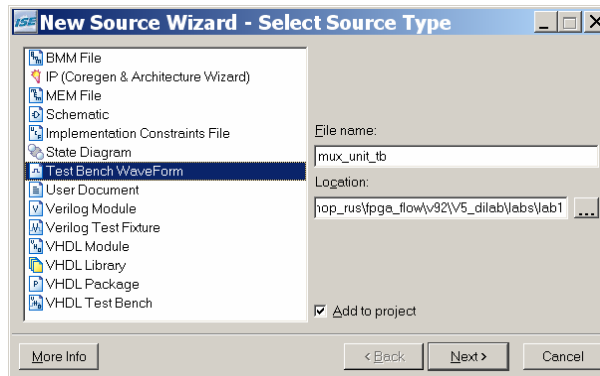 ISE New Source Wizard - Select Source Type
BMM File
IP (Coregen & Architecture Wizard)
MEM File
Schematic
Implementation Constraints File
State Diagram
Test Bench WaveForm
User Document
Verilog Module
Verilog Test Fixture
VHDL Module
VHDL Library
VHDL Package
VHDL Test Bench
File name:
mux_unit_tb
Location:
nop_rus\fpga_flow\v92\V5_dilab\labs\lab1
...
Add to project
More Info
< Back
Next >
Cancel